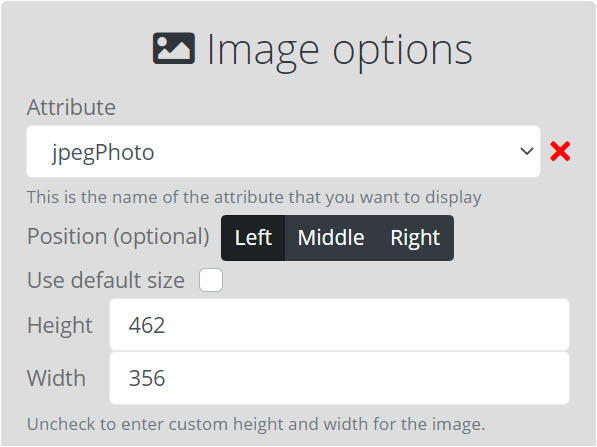 Image options
Attribute
jpegPhoto
This is the name of the attribute that you want to display
Position (optional) Left Middle Right
Use default size
Height 462
Width 356
Uncheck to enter custom height and width for the image.